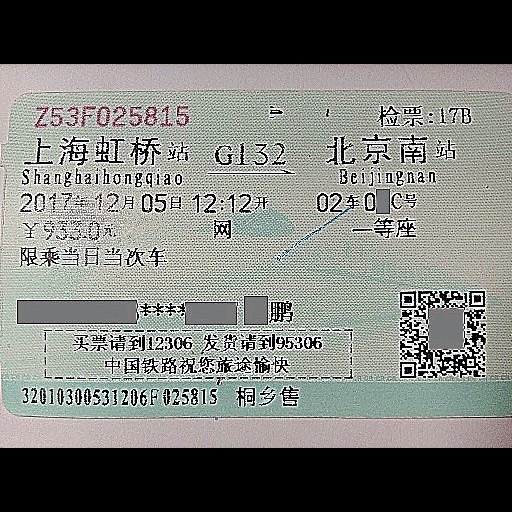 Z53F025815 检票:17B
上海虹桥站 G132 北京南站
Shanghaihongqiao Beijingnan
2017年12月05日12:12开 02车0 C号
￥933.0元 网 一等座
限乘当日当次车
**** 鹏
买票请到12306 发货请到95306
中国铁路祝您旅途愉快
32010300531206F025815 桐乡售